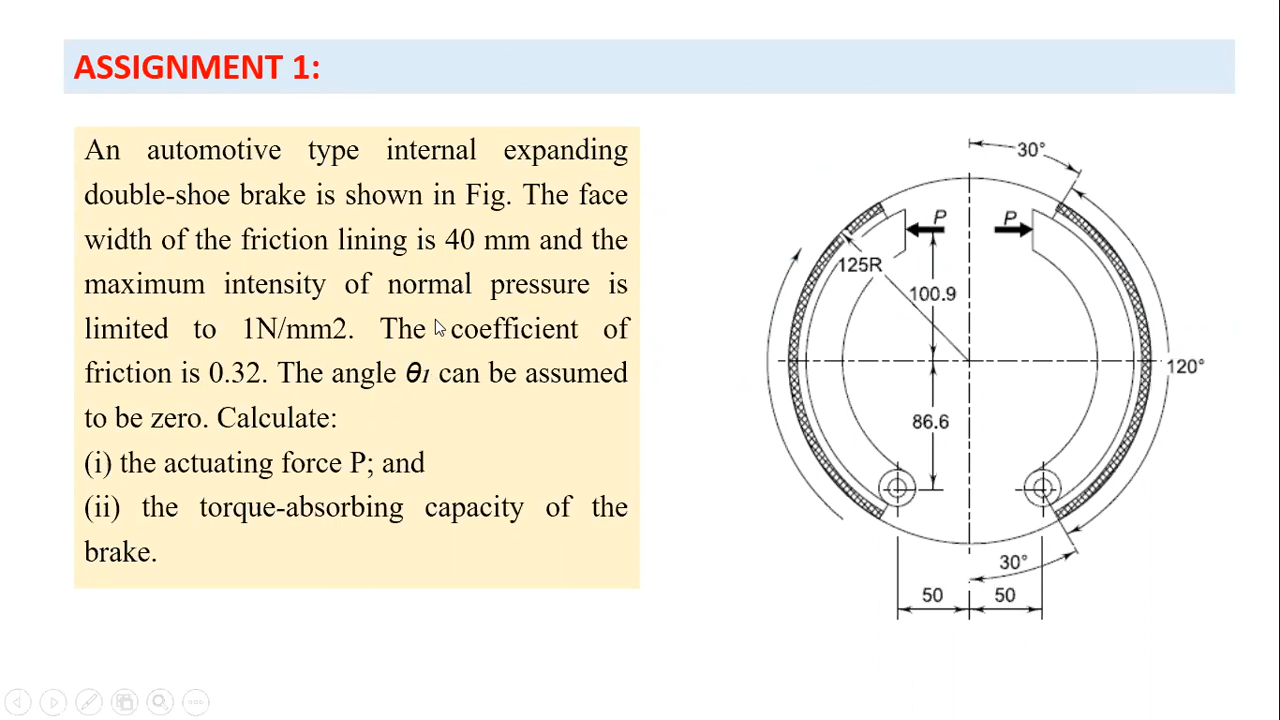 ASSIGNMENT 1:
An automotive type internal expanding
double-shoe brake is shown in Fig. The face
width of the friction lining is 40 mm and the
maximum intensity of normal pressure is
limited to 1N/mm2. The coefficient of
friction is 0.32. The angle θ1 can be assumed
to be zero. Calculate:
(i) the actuating force P; and
(ii) the torque-absorbing capacity of the
brake.
30°
P
P
125R
100.9
120°
86.6
30°
50
50